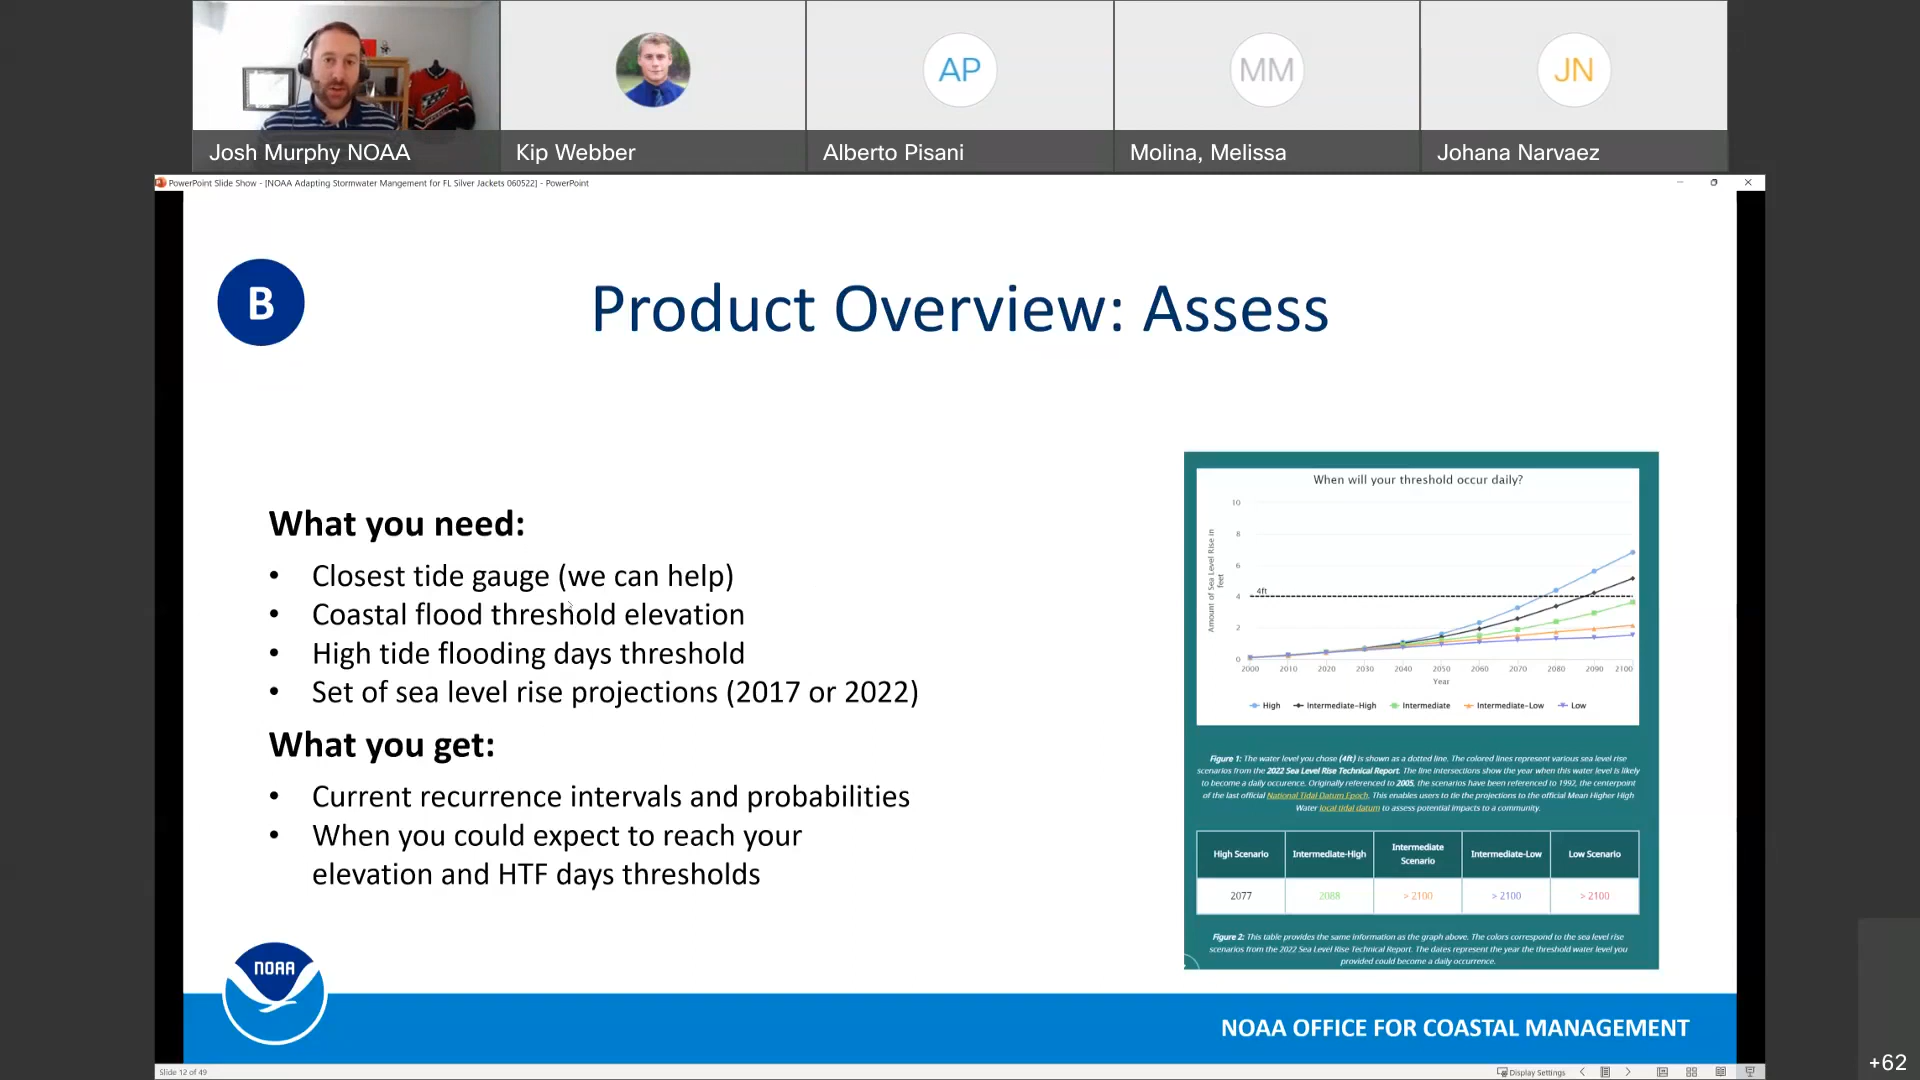 AP
MM
JN
Josh Murphy NOAA
Kip Webber
Alberto Pisani
Molina, Melissa
Johana Narvaez
PowerPoint Slide Show - [NOAA Adapting Stormwater Mangement for FL Silver Jackets 060522] - PowerPoint
B
Product Overview: Assess
What you need:
• Closest tide gauge (we can help)
• Coastal flood threshold elevation
• High tide flooding days threshold
• Set of sea level rise projections (2017 or 2022)
What you get:
• Current recurrence intervals and probabilities
• When you could expect to reach your
elevation and HTF days thresholds
When will your threshold occur daily?
Amount of Sea Level Rise in
feet
10
8
6
4
2
0
4ft
2000 2010 2020 2030 2040 2050 2060 2070 2080 2090 2100
Year
High Intermediate-High Intermediate Intermediate-Low Low
Figure 1: The water level you chose (4ft) is shown as a dotted line. The colored lines represent various sea level rise
scenarios from the 2022 Sea Level Rise Technical Report. The line intersections show the year when this water level is likely
to become a daily occurence. Originally referenced to 2005, the scenarios have been referenced to 1992, the centerpoint
of the last official National Tidal Datum Epoch. This enables users to tie the projections to the official Mean Higher High
Water local tidal datum to assess potential impacts to a community.
High Scenario Intermediate-High Intermediate Scenario Intermediate-Low Low Scenario
2077 2088 > 2100 > 2100 > 2100
Figure 2: This table provides the same information as the graph above. The colors correspond to the sea level rise
scenarios from the 2022 Sea Level Rise Technical Report. The dates represent the year the threshold water level you
provided could become a daily occurrence.
NOAA
NOAA OFFICE FOR COASTAL MANAGEMENT
Slide 12 of 49
Display Settings
+62